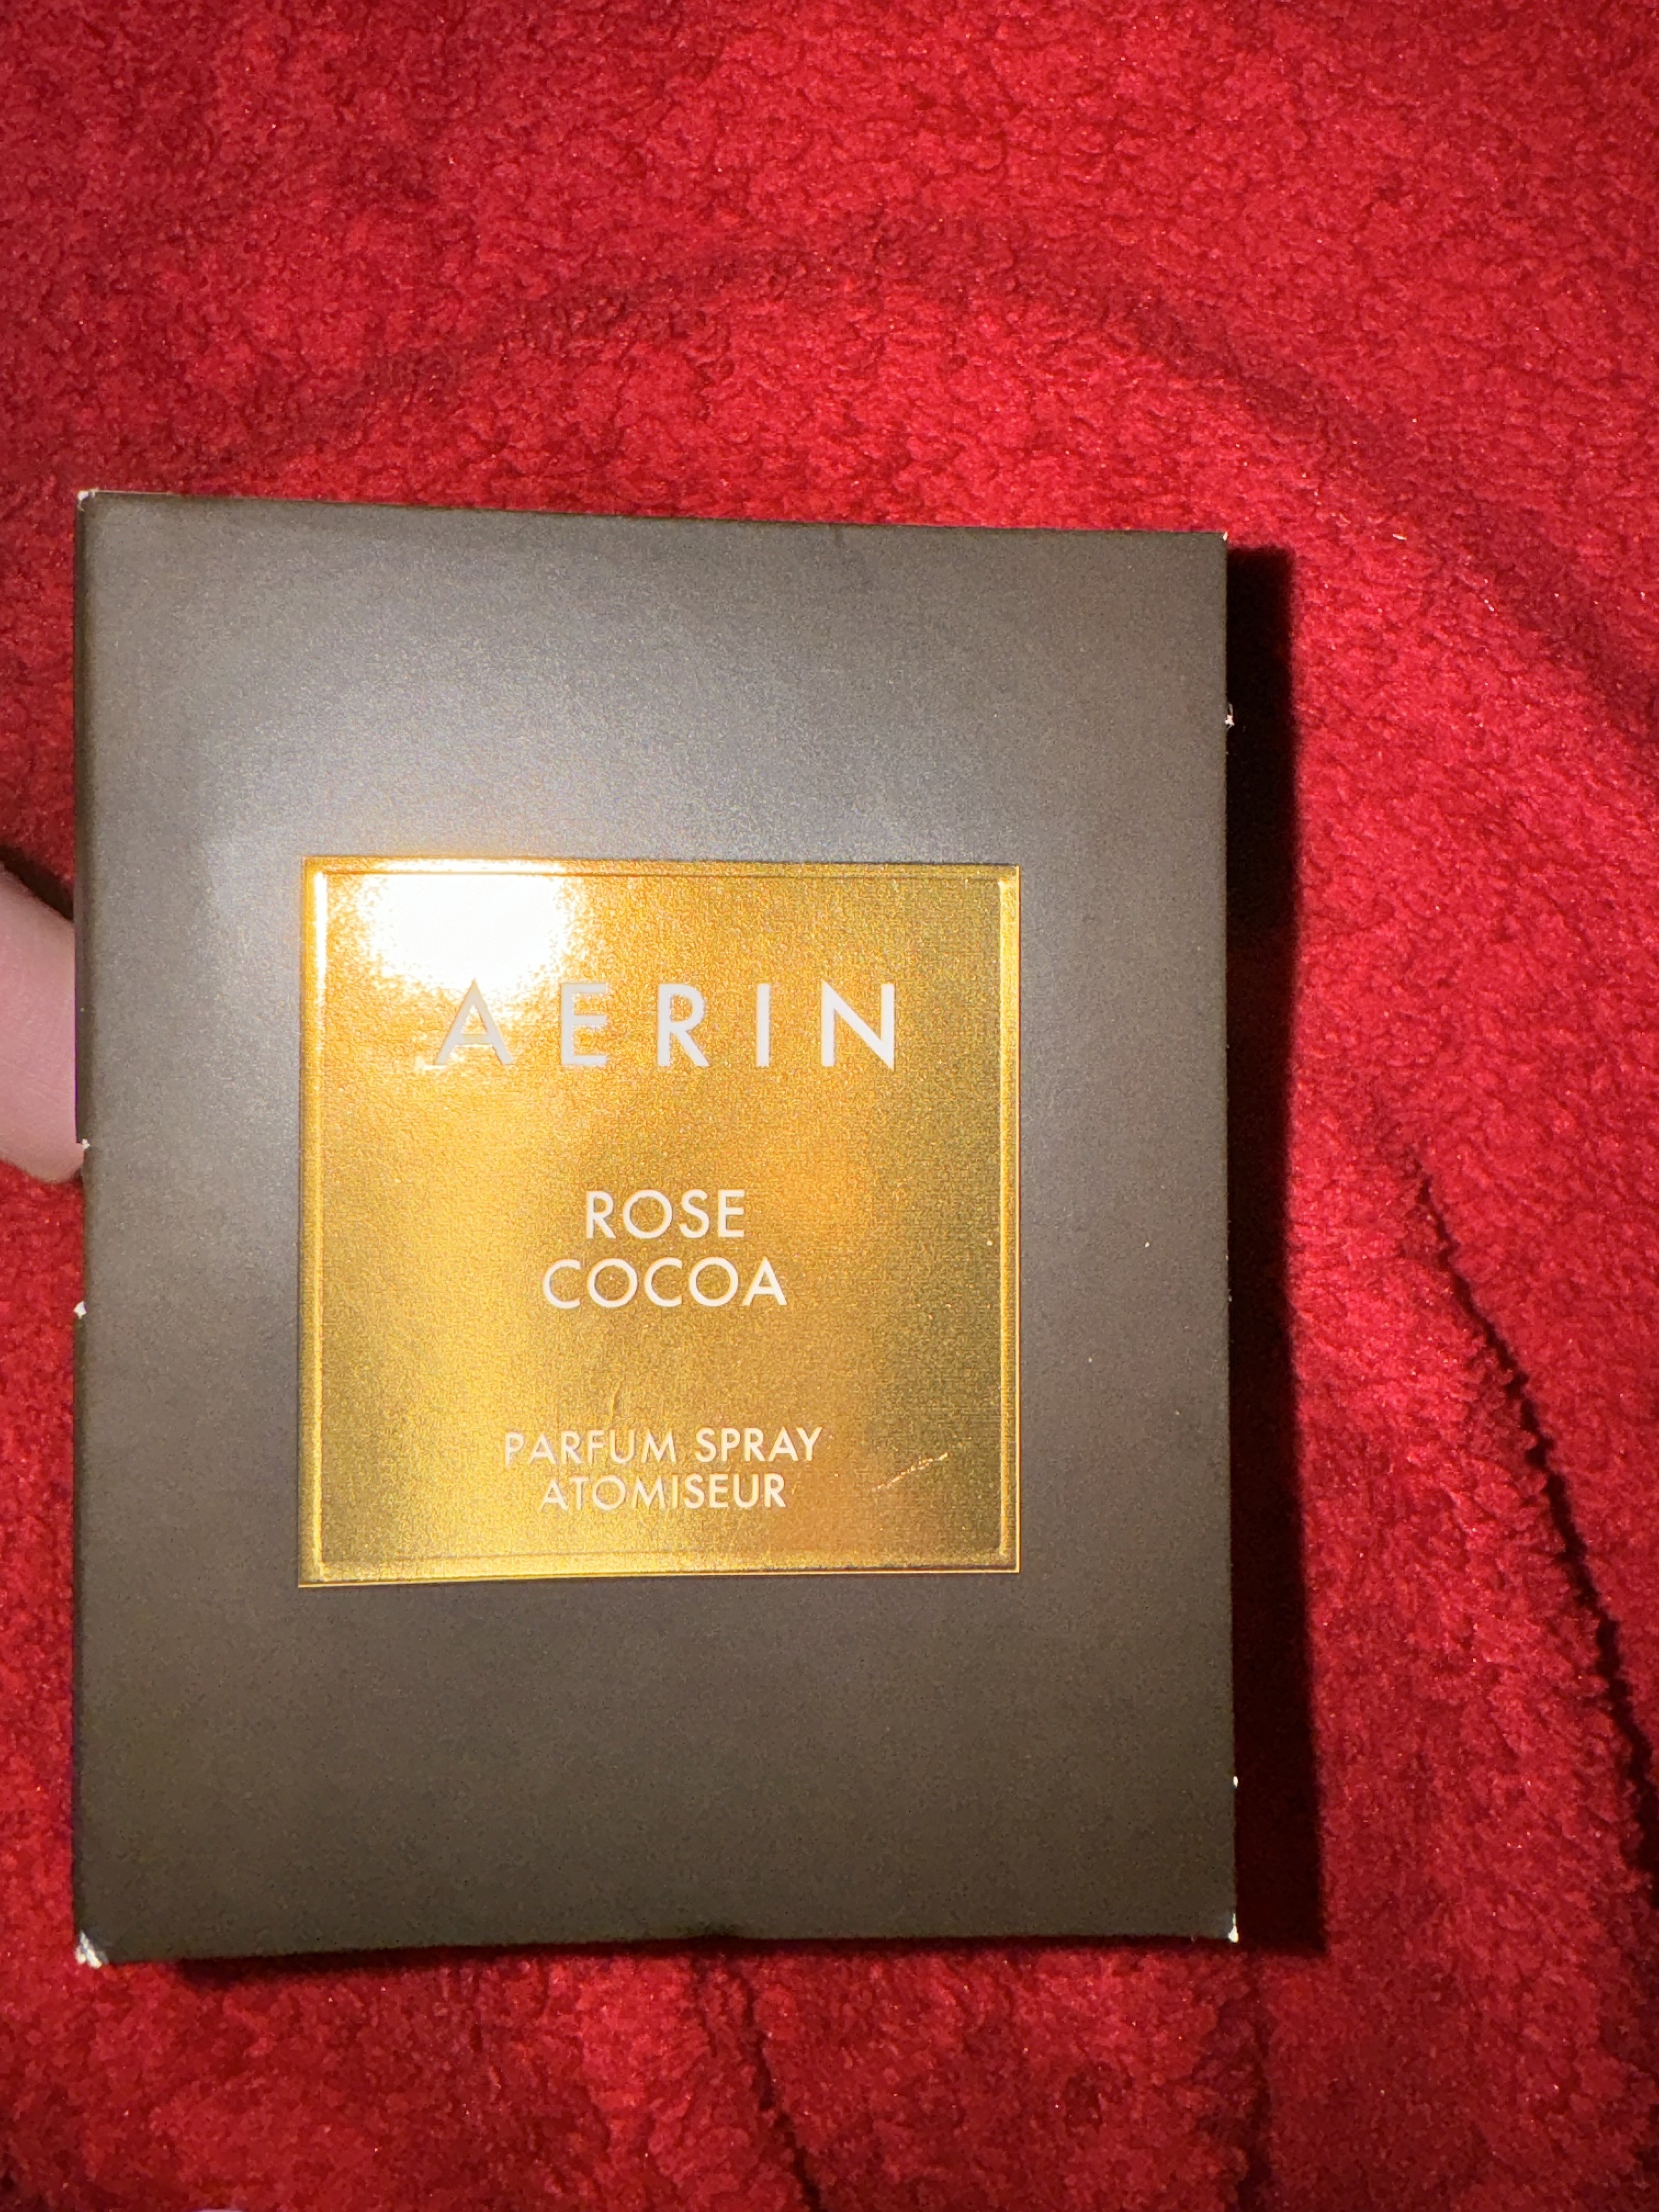 AERIN
ROSE
COCOA
PARFUM SPRAY
ATOMISEUR